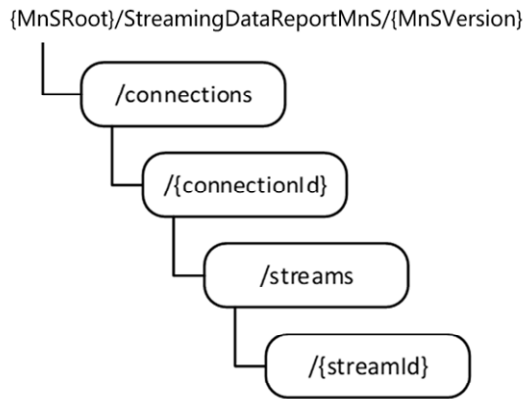 {MnSRoot}/StreamingDataReportMnS/{MnSVersion}
/connections
/{connectionId}
/streams
/{streamId}